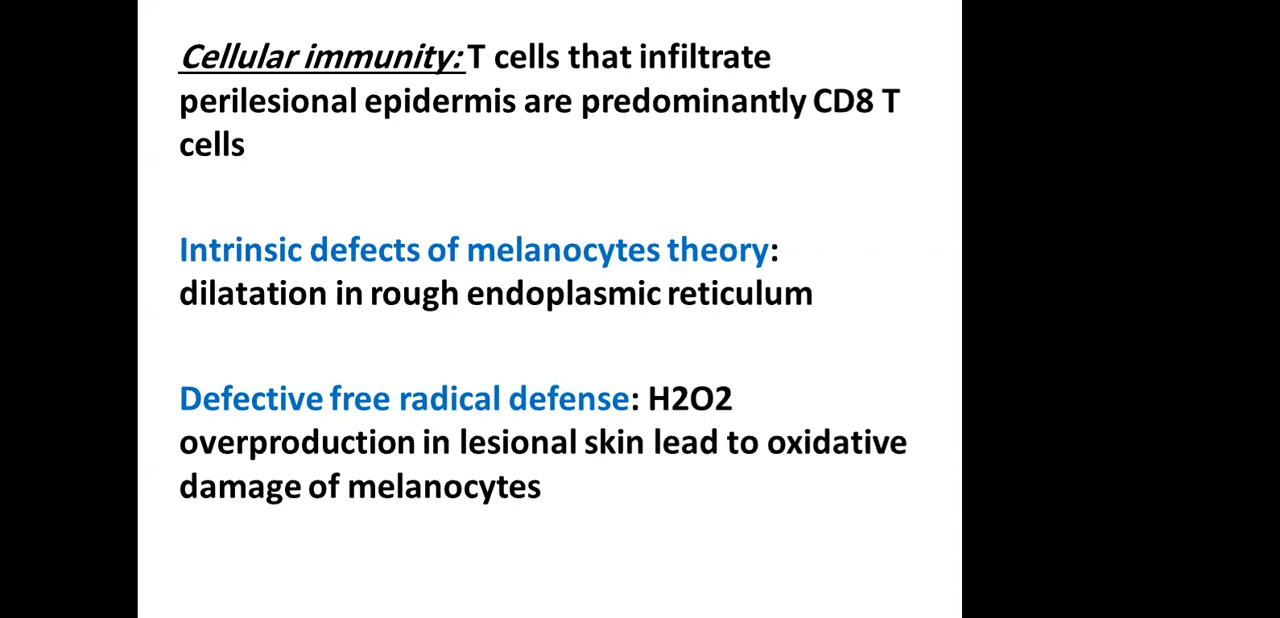 Cellular immunity: T cells that infiltrate
perilesional epidermis are predominantly CD8 T
cells
Intrinsic defects of melanocytes theory:
dilatation in rough endoplasmic reticulum
Defective free radical defense: H2O2
overproduction in lesional skin lead to oxidative
damage of melanocytes